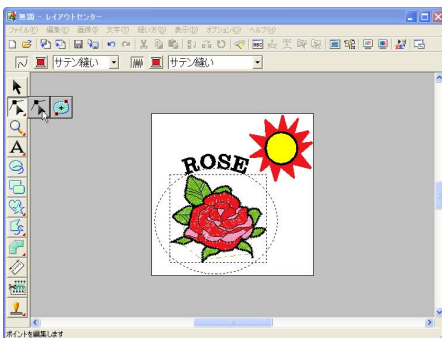 無題 - レイアウトセンター
ファイル(F) 編集(E) 画像(I) 文字(T) 縫い方(S) 表示(D) オプション(O) ヘルプ(H)
サテン縫い サテン縫い
ROSE
A
ポイントを編集します